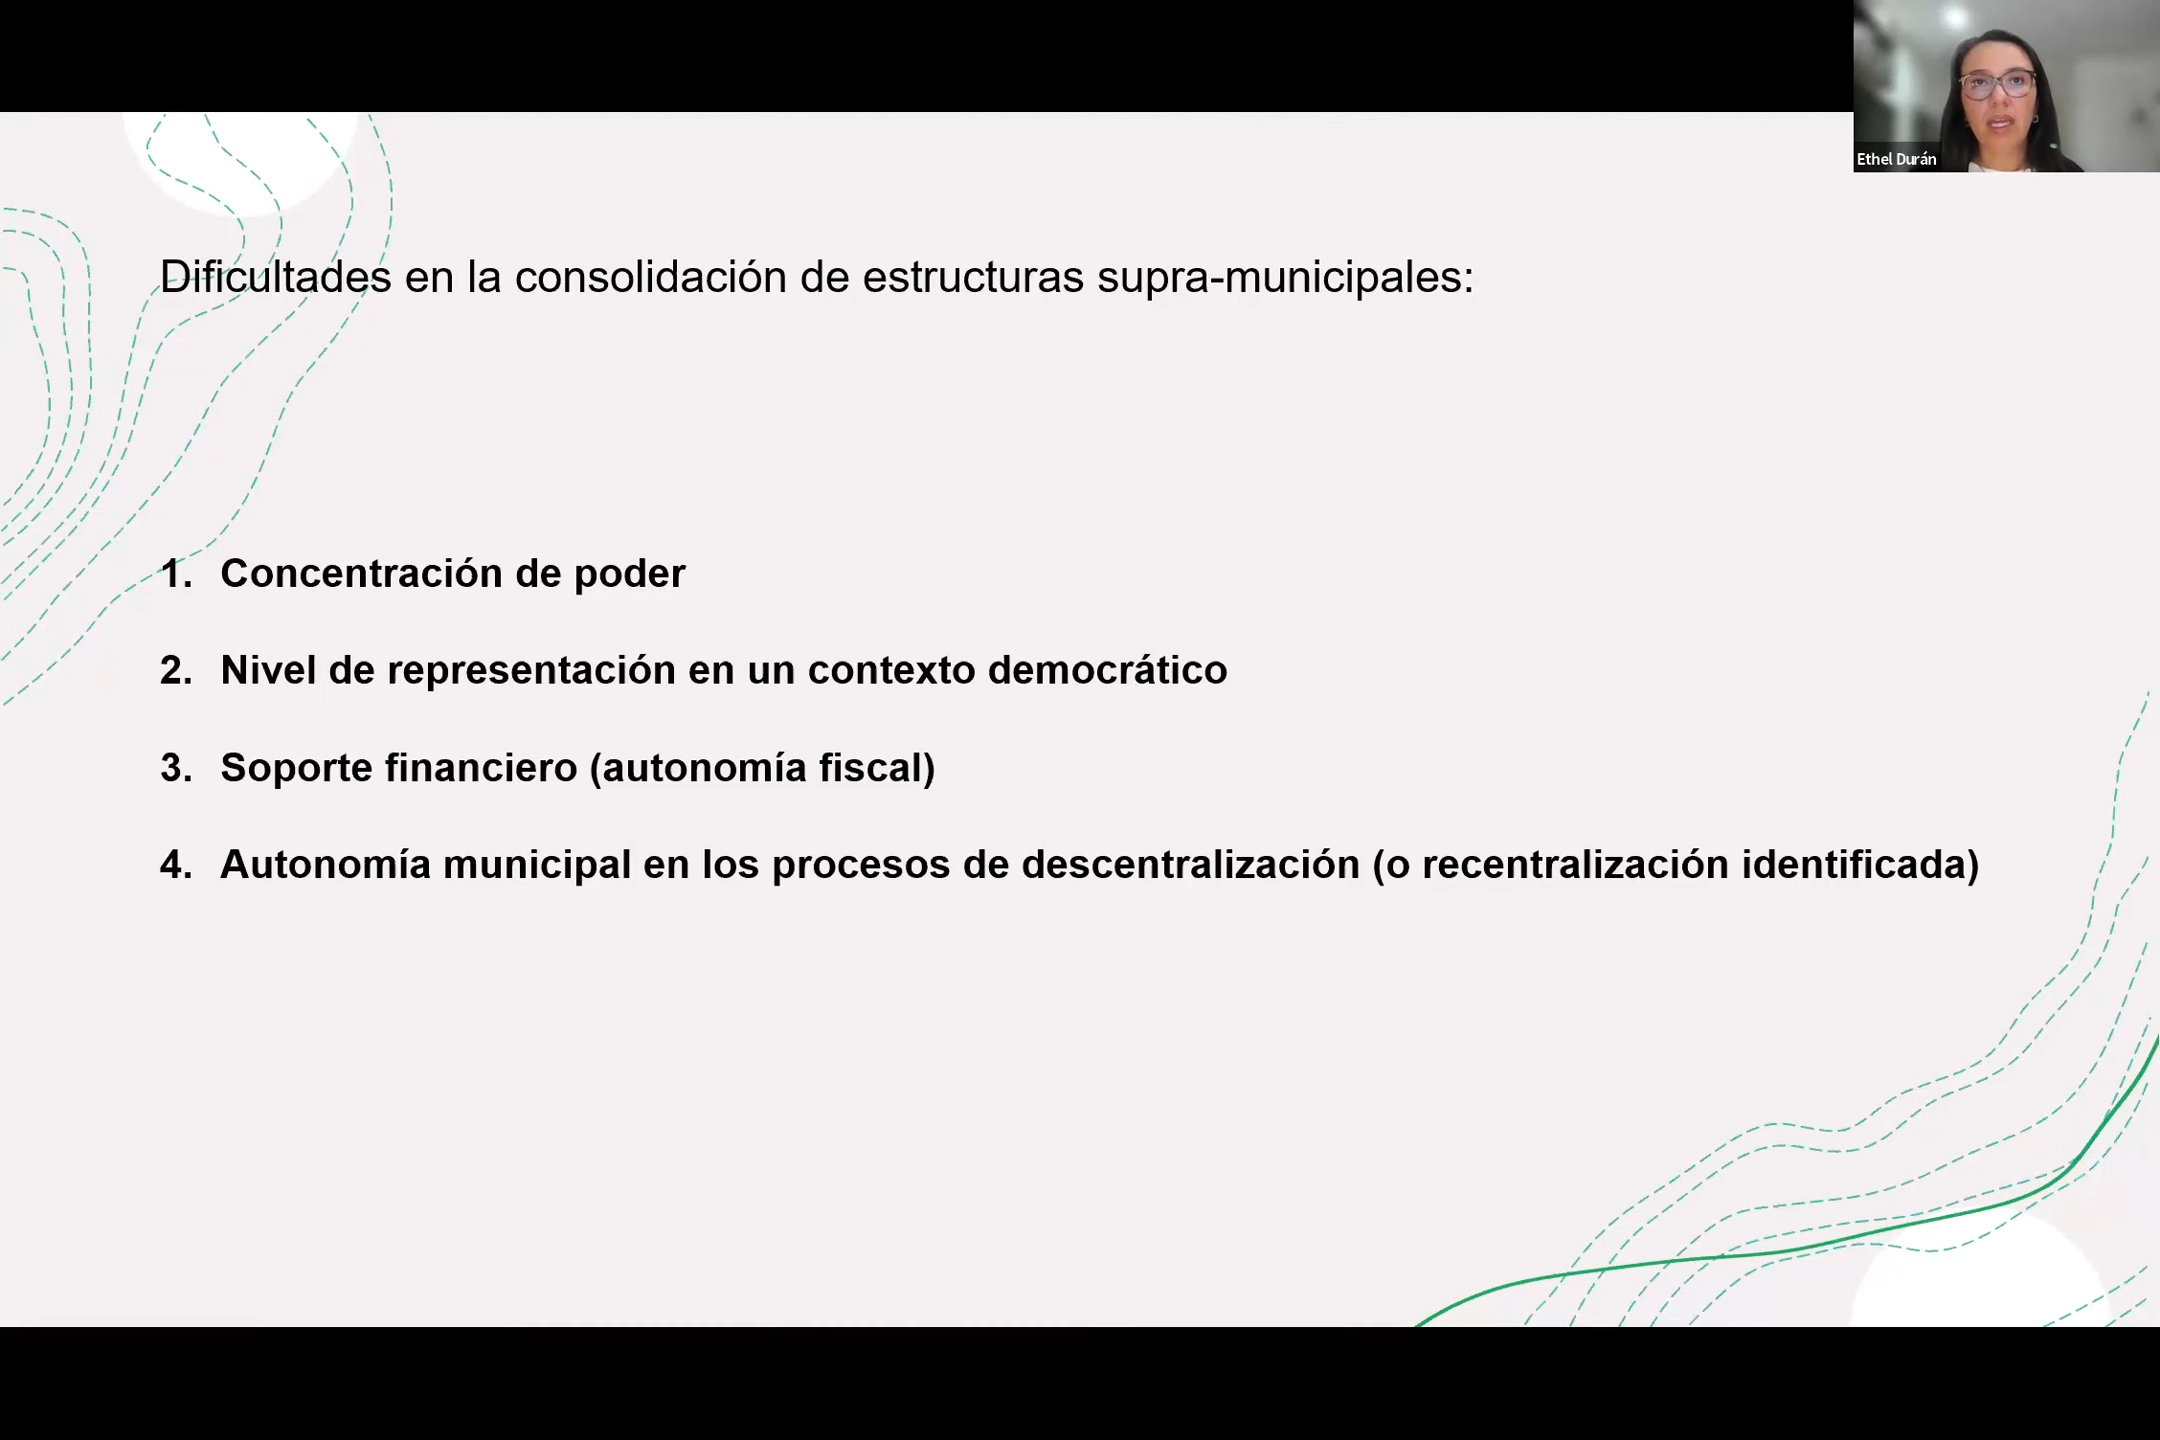 Ethel Durán
Dificultades en la consolidación de estructuras supra-municipales:
1. Concentración de poder
2. Nivel de representación en un contexto democrático
3. Soporte financiero (autonomía fiscal)
4. Autonomía municipal en los procesos de descentralización (o recentralización identificada)